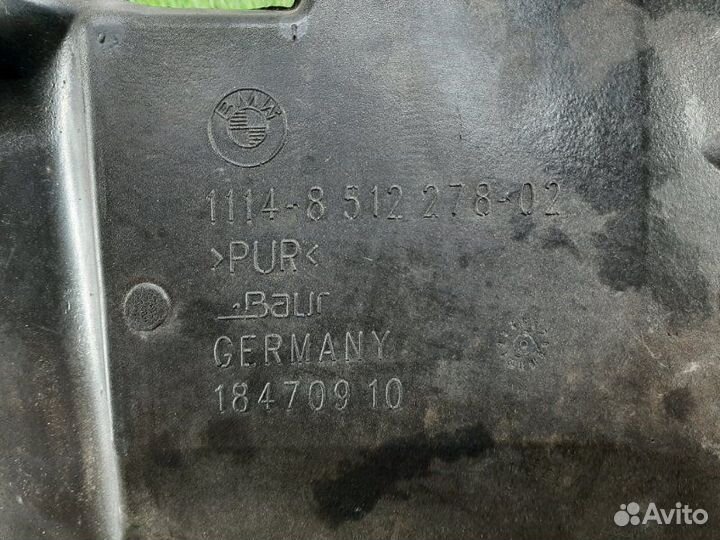 BMW
1114-8 512 278-02
>PUR<
Baur
GERMANY
18470910
Avito